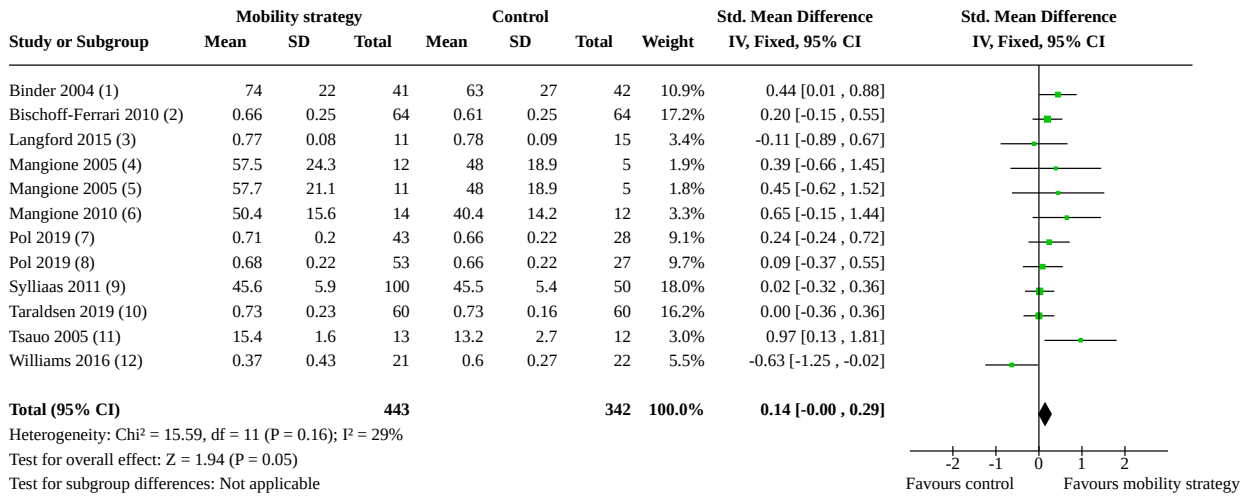 Mobility strategy Control Std. Mean Difference Std. Mean Difference
Study or Subgroup Mean SD Total Mean SD Total Weight IV, Fixed, 95% CI IV, Fixed, 95% CI
Binder 2004 (1) 74 22 41 63 27 42 10.9% 0.44 [0.01 , 0.88]
Bischoff-Ferrari 2010 (2) 0.66 0.25 64 0.61 0.25 64 17.2% 0.20 [-0.15 , 0.55]
Langford 2015 (3) 0.77 0.08 11 0.78 0.09 15 3.4% -0.11 [-0.89 , 0.67]
Mangione 2005 (4) 57.5 24.3 12 48 18.9 5 1.9% 0.39 [-0.66 , 1.45]
Mangione 2005 (5) 57.7 21.1 11 48 18.9 5 1.8% 0.45 [-0.62 , 1.52]
Mangione 2010 (6) 50.4 15.6 14 40.4 14.2 12 3.3% 0.65 [-0.15 , 1.44]
Pol 2019 (7) 0.71 0.2 43 0.66 0.22 28 9.1% 0.24 [-0.24 , 0.72]
Pol 2019 (8) 0.68 0.22 53 0.66 0.22 27 9.7% 0.09 [-0.37 , 0.55]
Sylliaas 2011 (9) 45.6 5.9 100 45.5 5.4 50 18.0% 0.02 [-0.32 , 0.36]
Taraldsen 2019 (10) 0.73 0.23 60 0.73 0.16 60 16.2% 0.00 [-0.36 , 0.36]
Tsauo 2005 (11) 15.4 1.6 13 13.2 2.7 12 3.0% 0.97 [0.13 , 1.81]
Williams 2016 (12) 0.37 0.43 21 0.6 0.27 22 5.5% -0.63 [-1.25 , -0.02]
Total (95% CI) 443 342 100.0% 0.14 [-0.00 , 0.29]
Heterogeneity: Chi² = 15.59, df = 11 (P = 0.16); I² = 29%
Test for overall effect: Z = 1.94 (P = 0.05)
-2 -1 0 1 2
Test for subgroup differences: Not applicable Favours control Favours mobility strategy